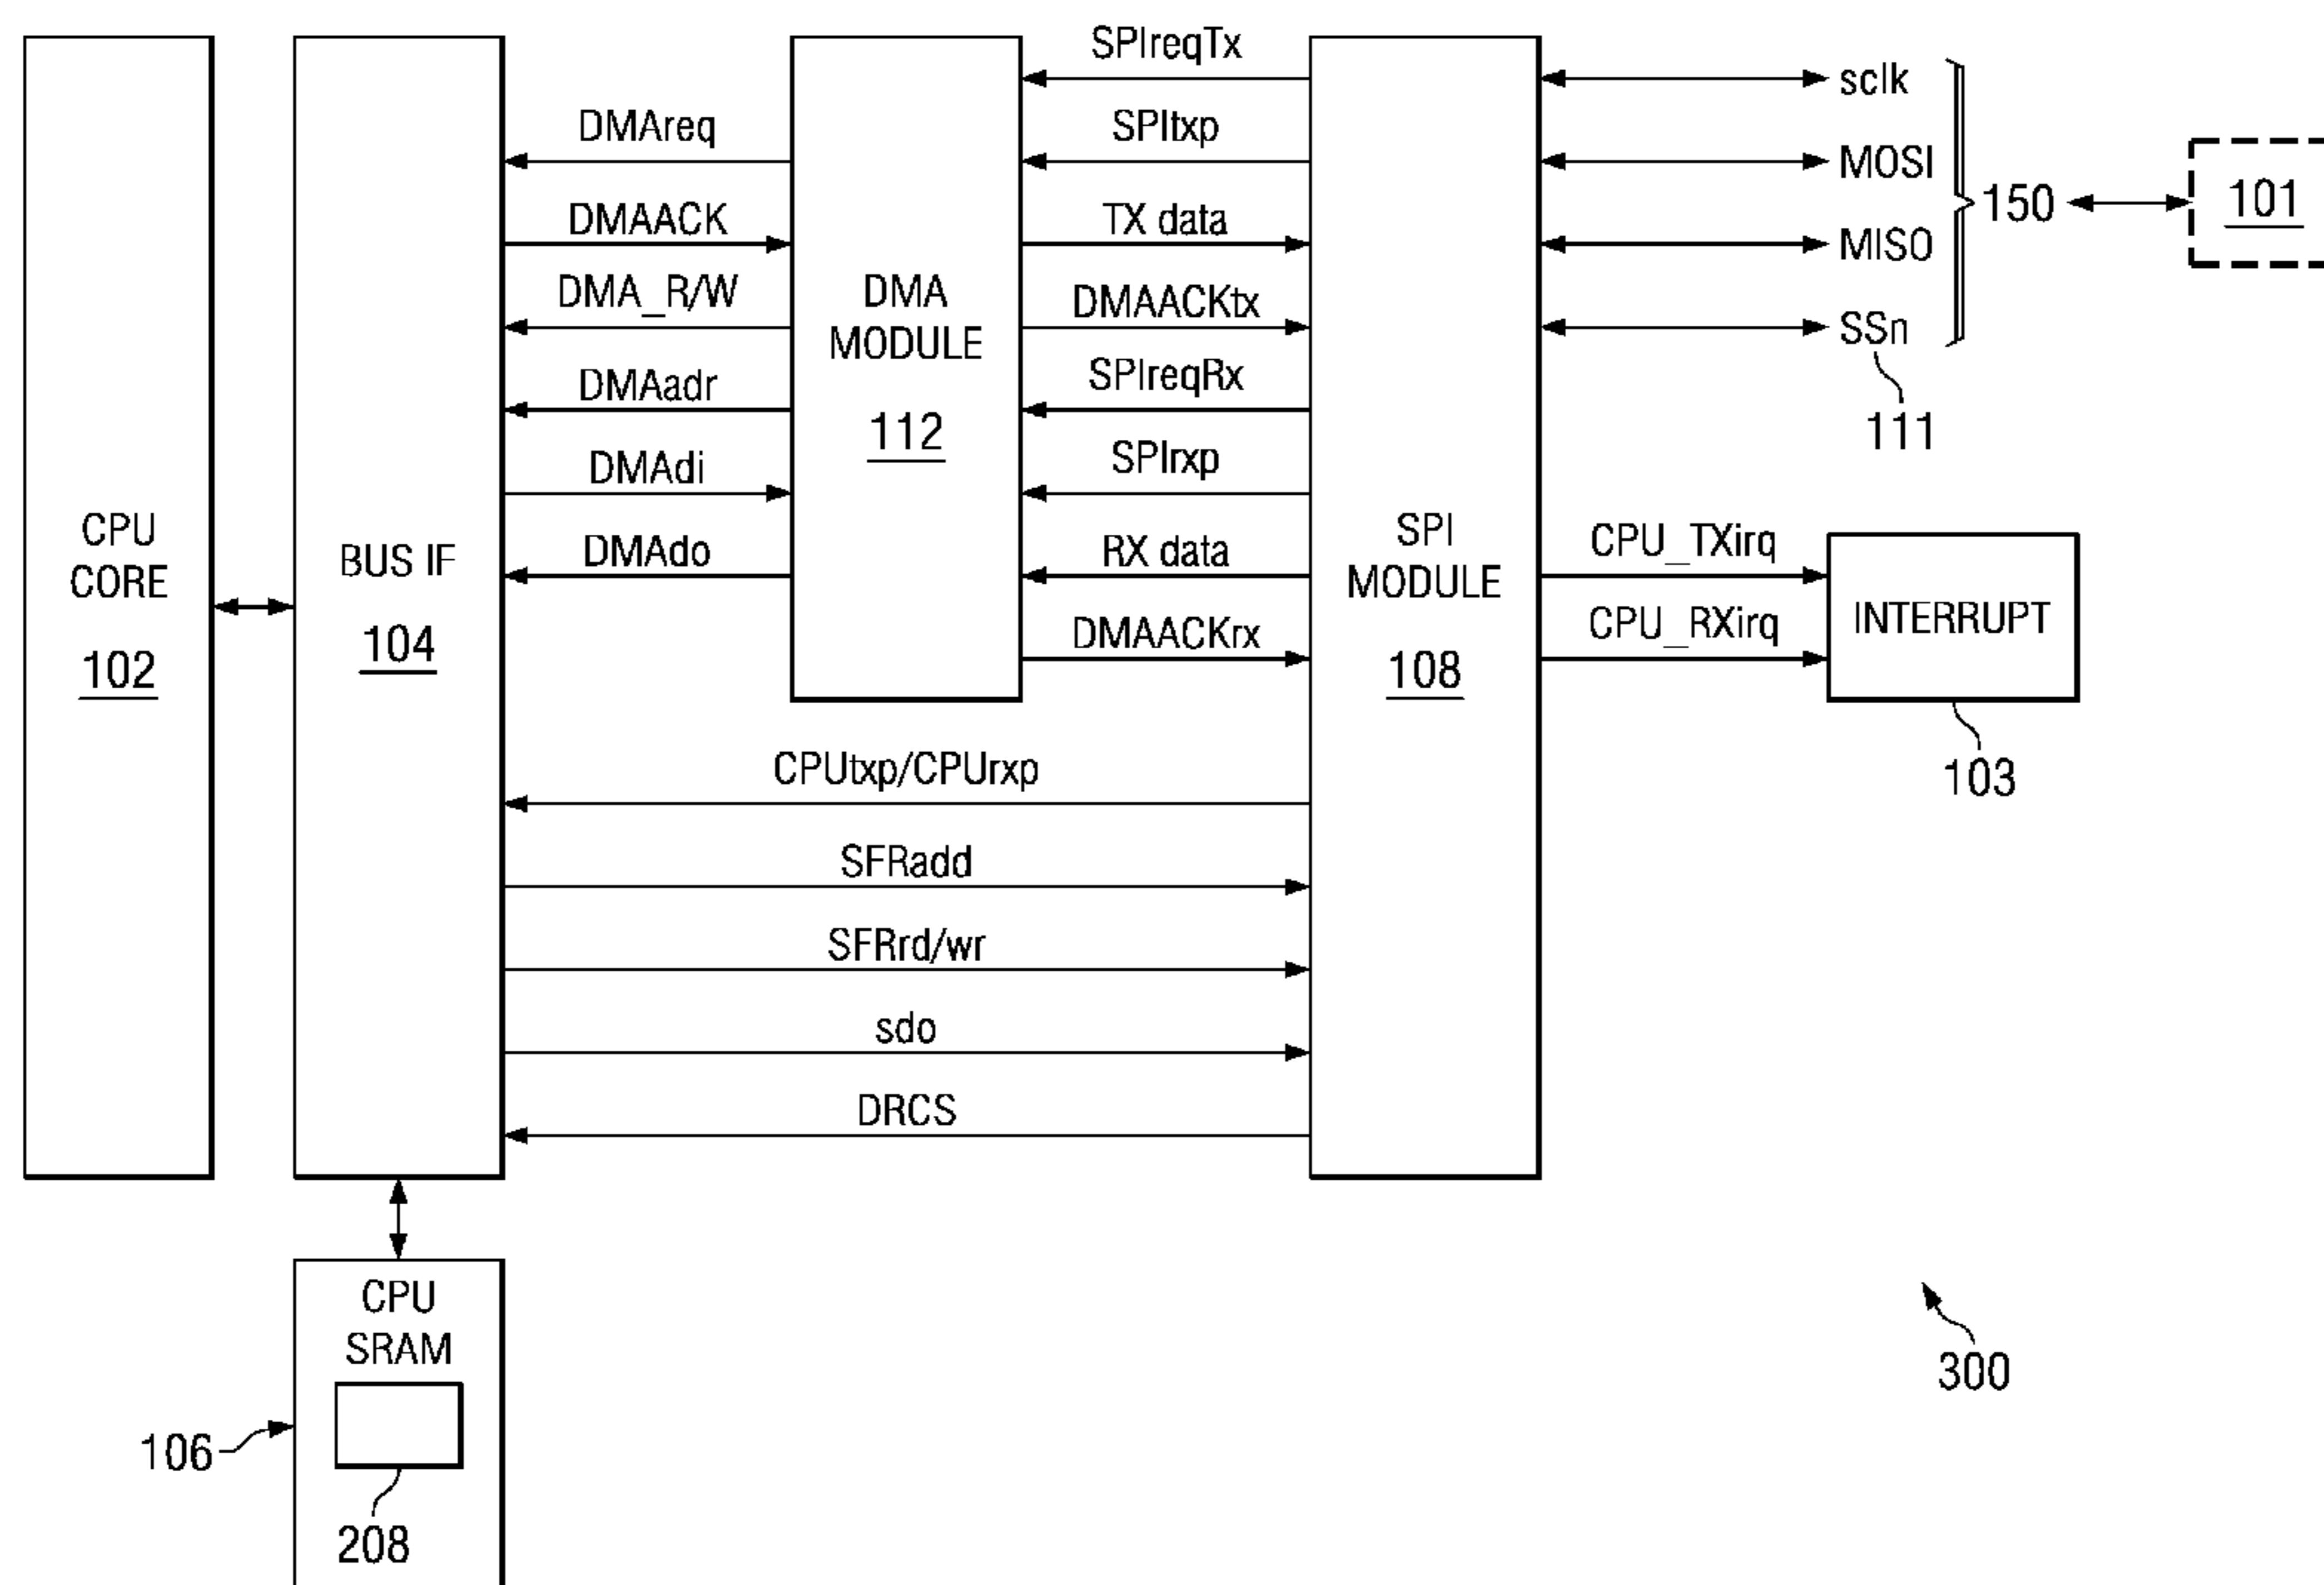 CPU
CORE
102
BUS IF
104
DMAreq
DMAACK
DMA_R/W
DMAadr
DMAdi
DMAdo
DMA
MODULE
112
SPIreqTx
SPItxp
TX data
DMAACKtx
SPIreqRx
SPIrxp
RX data
DMAACKrx
CPUtxp/CPUrxp
SFRadd
SFRrd/wr
sdo
DRCS
SPI
MODULE
108
sclk
MOSI
MISO
SSn
111
150
101
CPU_TXirq
CPU_RXirq
INTERRUPT
103
CPU
SRAM
106
208
300